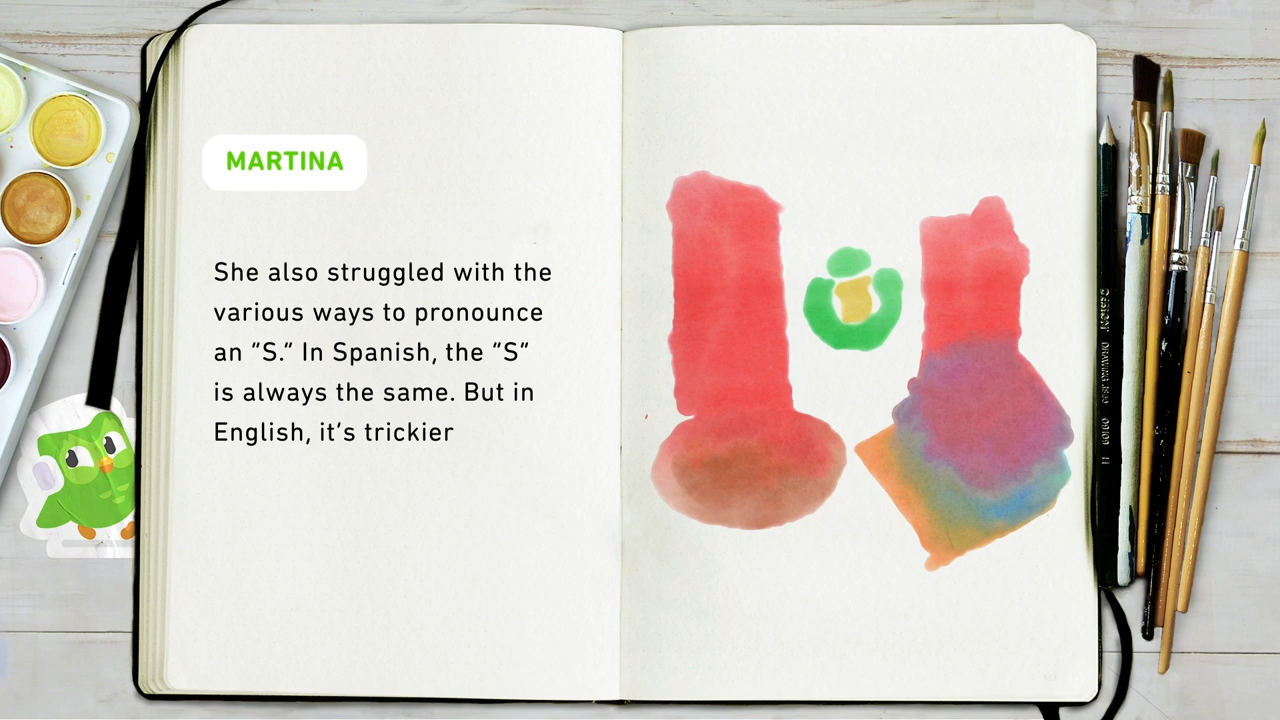 MARTINA
She also struggled with the
various ways to pronounce
an “S.” In Spanish, the “S”
is always the same. But in
English, it’s trickier